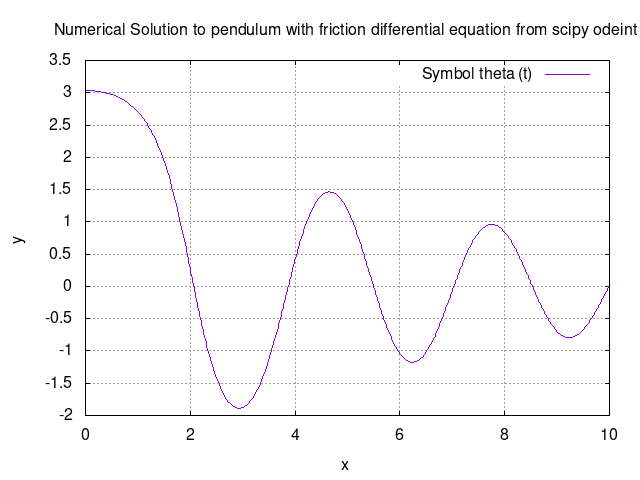 Numerical Solution to pendulum with friction differential equation from scipy odeint
3.5
3
2.5
2
1.5
1
0.5
0
-0.5
-1
-1.5
-2
Symbol theta (t)
y
0 2 4 6 8 10
x